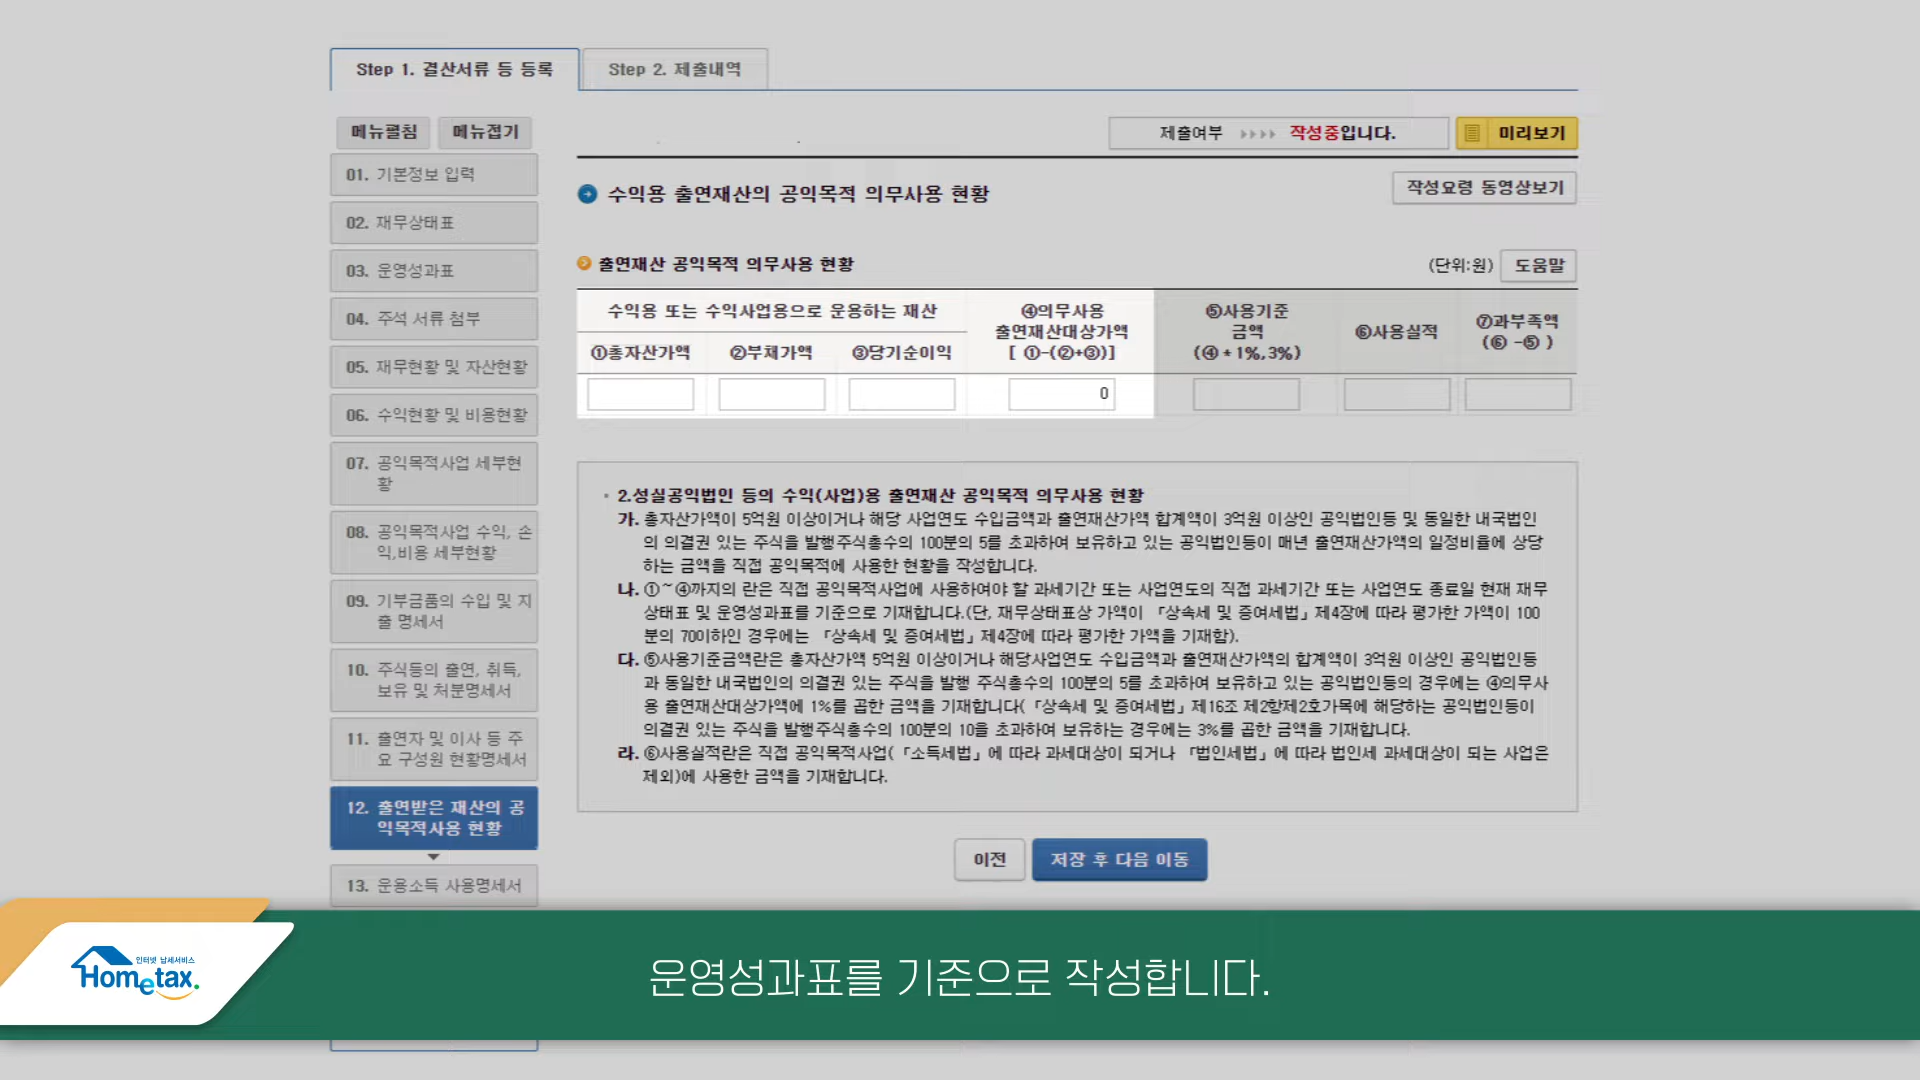 Step 1. 결산서류 등 등록
Step 2. 제출내역
메뉴펼침
메뉴접기
제출여부
작성중입니다.
미리보기
01. 기본정보 입력
02. 재무상태표
03. 운영성과표
04. 주석 서류 첨부
05. 재무현황 및 자산현황
06. 수익현황 및 비용현황
07. 공익목적사업 세부현
황
08. 공익목적사업 수익, 손
익,비용 세부현황
09. 기부금품의 수입 및 지
출 명세서
10. 주식등의 출연, 취득,
보유 및 처분명세서
11. 출연자 및 이사 등 주
요 구성원 현황명세서
12. 출연받은 재산의 공
익목적사용 현황
13. 운용소득 사용명세서
수익용 출연재산의 공익목적 의무사용 현황
작성요령 동영상보기
출연재산 공익목적 의무사용 현황
(단위:원)
도움말
수익용 또는 수익사업용으로 운용하는 재산
①총자산가액
②부채가액
③당기순이익
④의무사용
출연재산대상가액
[ ①-(②+③)]
⑤사용기준
금액
(④*1%,3%)
⑥사용실적
⑦과부족액
(⑥ -⑤ )
0
2.성실공익법인 등의 수익(사업)용 출연재산 공익목적 의무사용 현황
가. 총자산가액이 5억원 이상이거나 해당 사업연도 수입금액과 출연재산가액 합계액이 3억원 이상인 공익법인등 및 동일한 내국법인
의 의결권 있는 주식을 발행주식총수의 100분의 5를 초과하여 보유하고 있는 공익법인등이 매년 출연재산가액의 일정비율에 상당
하는 금액을 직접 공익목적에 사용한 현황을 작성합니다.
나. ①~④까지의 란은 직접 공익목적사업에 사용하여야 할 과세기간 또는 사업연도의 직접 과세기간 또는 사업연도 종료일 현재 재무
상태표 및 운영성과표를 기준으로 기재합니다.(단, 재무상태표상 가액이 「상속세 및 증여세법」제4장에 따라 평가한 가액이 100
분의 70이하인 경우에는 「상속세 및 증여세법」제4장에 따라 평가한 가액을 기재함).
다. ⑤사용기준금액란은 총자산가액 5억원 이상이거나 해당사업연도 수입금액과 출연재산가액의 합계액이 3억원 이상인 공익법인등
과 동일한 내국법인의 의결권 있는 주식을 발행 주식총수의 100분의 5를 초과하여 보유하고 있는 공익법인등의 경우에는 ④의무사
용 출연재산대상가액에 1%를 곱한 금액을 기재합니다(「상속세 및 증여세법」제16조 제2항제2호가목에 해당하는 공익법인등이
의결권 있는 주식을 발행주식총수의 100분의 10을 초과하여 보유하는 경우에는 3%를 곱한 금액을 기재합니다.
라. ⑥사용실적란은 직접 공익목적사업(「소득세법」에 따라 과세대상이 되거나 「법인세법」에 따라 법인세 과세대상이 되는 사업은
제외)에 사용한 금액을 기재합니다.
이전
저장 후 다음 이동
인터넷 납세서비스
Hometax.
운영성과표를 기준으로 작성합니다.